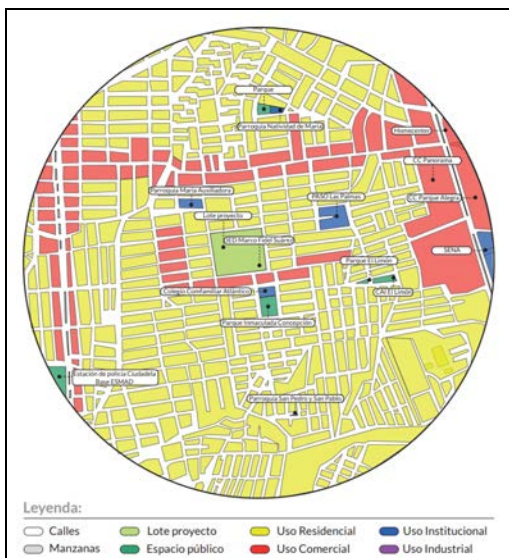 Parque
Parroquia Natividad de María
Homecenter
CC Panorama
Parroquia María Auxiliadora
PASO Las Palmas
CC Parque Alegra
Lote proyecto
IED Marco Fidel Suárez
SENA
Parque El Limón
Colegio Comfamiliar Atlántico
CAI El Limón
Parque Inmaculada Concepción
Estación de policía Ciudadela
Base ESMAD
Parroquia San Pedro y San Pablo
Leyenda:
Calles
Lote proyecto
Uso Residencial
Uso Institucional
Manzanas
Espacio público
Uso Comercial
Uso Industrial